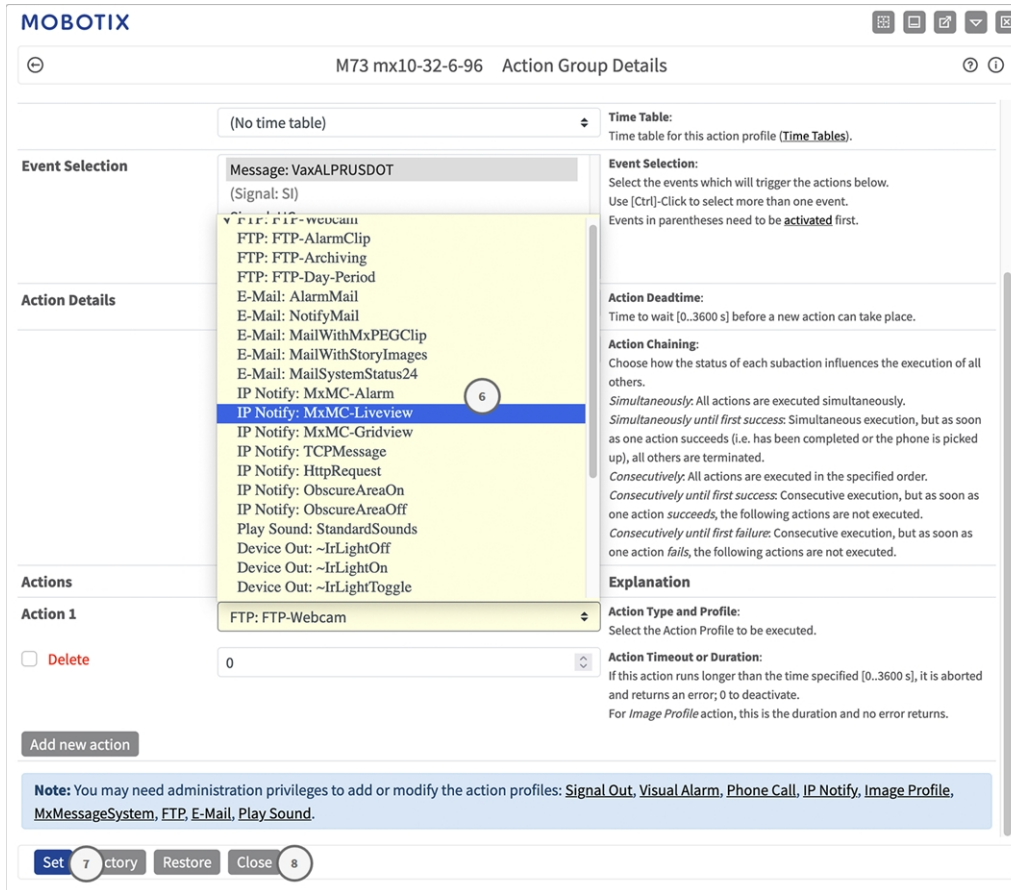 MOBOTIX
M73 mx10-32-6-96 Action Group Details
(No time table)
Time Table:
Time table for this action profile (Time Tables).
Event Selection
Message: VaxALPRUSDOT
(Signal: SI)
Event Selection:
Select the events which will trigger the actions below.
Use [Ctrl]-Click to select more than one event.
Events in parentheses need to be activated first.
FTP: FTP-Webcam
FTP: FTP-AlarmClip
FTP: FTP-Archiving
FTP: FTP-Day-Period
E-Mail: AlarmMail
E-Mail: NotifyMail
E-Mail: MailWithMxPEGClip
E-Mail: MailWithStoryImages
E-Mail: MailSystemStatus24
IP Notify: MxMC-Alarm
6
IP Notify: MxMC-Liveview
IP Notify: MxMC-Gridview
IP Notify: TCPMessage
IP Notify: HttpRequest
IP Notify: ObscureAreaOn
IP Notify: ObscureAreaOff
Play Sound: StandardSounds
Device Out: ~IrLightOff
Device Out: ~IrLightOn
Device Out: ~IrLightToggle
Action Details
Action Deadtime:
Time to wait [0..3600 s] before a new action can take place.
Action Chaining:
Choose how the status of each subaction influences the execution of all
others.
Simultaneously: All actions are executed simultaneously.
Simultaneously until first success: Simultaneous execution, but as soon
as one action succeeds (i.e. has been completed or the phone is picked
up), all others are terminated.
Consecutively: All actions are executed in the specified order.
Consecutively until first success: Consecutive execution, but as soon as
one action succeeds, the following actions are not executed.
Consecutively until first failure: Consecutive execution, but as soon as
one action fails, the following actions are not executed.
Actions
Explanation
Action 1
FTP: FTP-Webcam
Action Type and Profile:
Select the Action Profile to be executed.
Delete
0
Action Timeout or Duration:
If this action runs longer than the time specified [0..3600 s], it is aborted
and returns an error; 0 to deactivate.
For Image Profile action, this is the duration and no error returns.
Add new action
Note: You may need administration privileges to add or modify the action profiles: Signal Out, Visual Alarm, Phone Call, IP Notify, Image Profile,
MxMessageSystem, FTP, E-Mail, Play Sound.
Set 7 ctory Restore Close 8